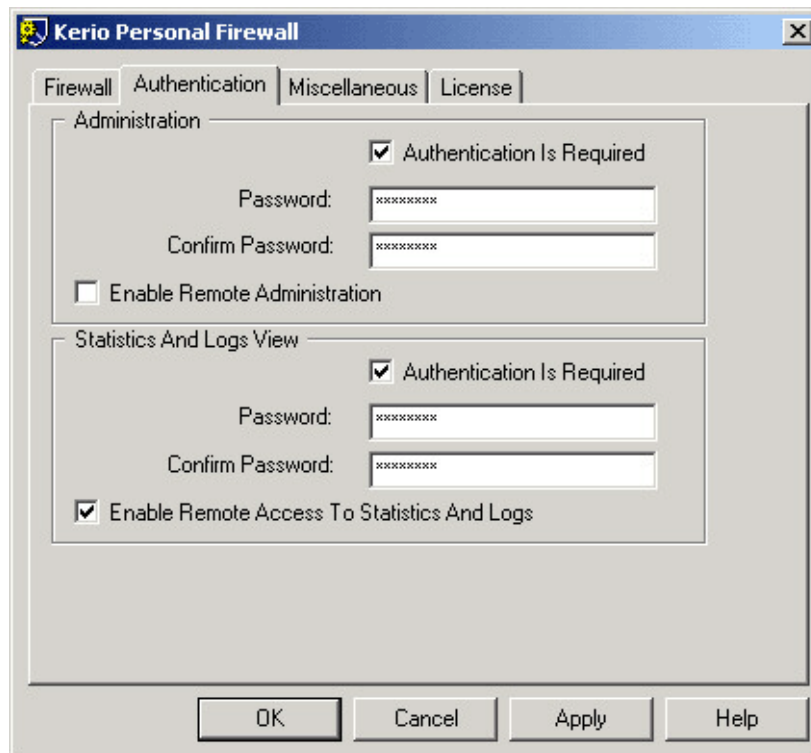 Kerio Personal Firewall
Firewall Authentication Miscellaneous License
Administration
Authentication Is Required
Password: ********
Confirm Password: ********
Enable Remote Administration
Statistics And Logs View
Authentication Is Required
Password: ********
Confirm Password: ********
Enable Remote Access To Statistics And Logs
OK Cancel Apply Help